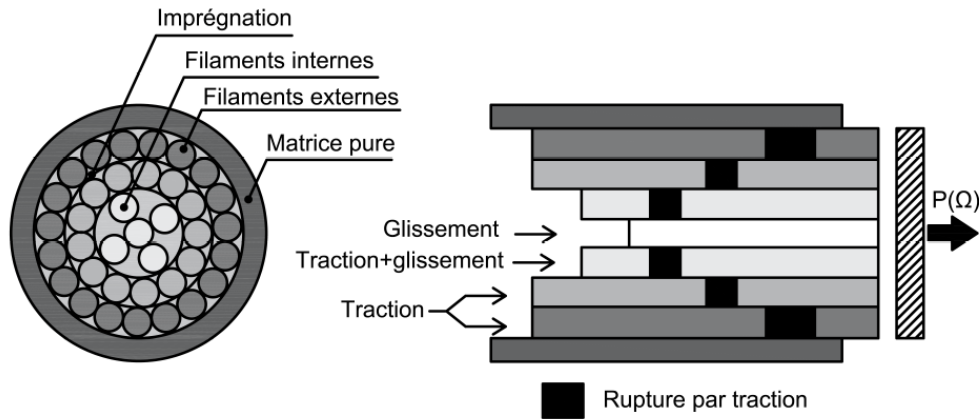 Imprégnation
Filaments internes
Filaments externes
Matrice pure
P(Ω)
Glissement
Traction+glissement
Traction
Rupture par traction